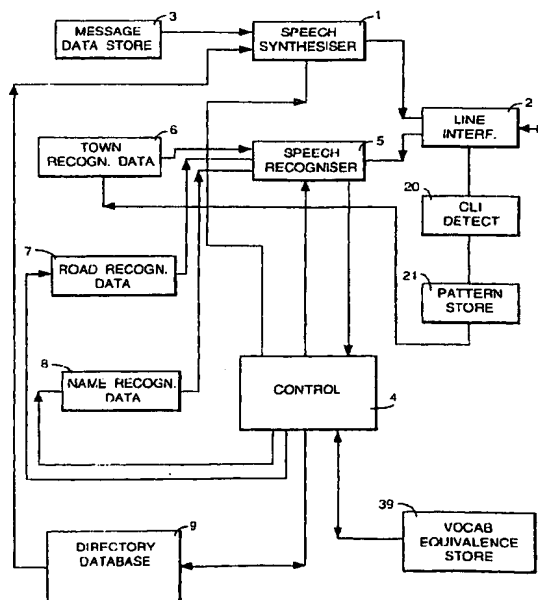 3
MESSAGE
DATA STORE
1
SPEECH
SYNTHESISER
2
LINE
INTERF.
6
TOWN
RECOGN. DATA
5
SPEECH
RECOGNISER
20
CLI
DETECT
7
ROAD RECOGN.
DATA
21
PATTERN
STORE
8
NAME RECOGN.
DATA
CONTROL
4
9
DIRECTORY
DATABASE
39
VOCAB
EQUIVALENCE
STORE